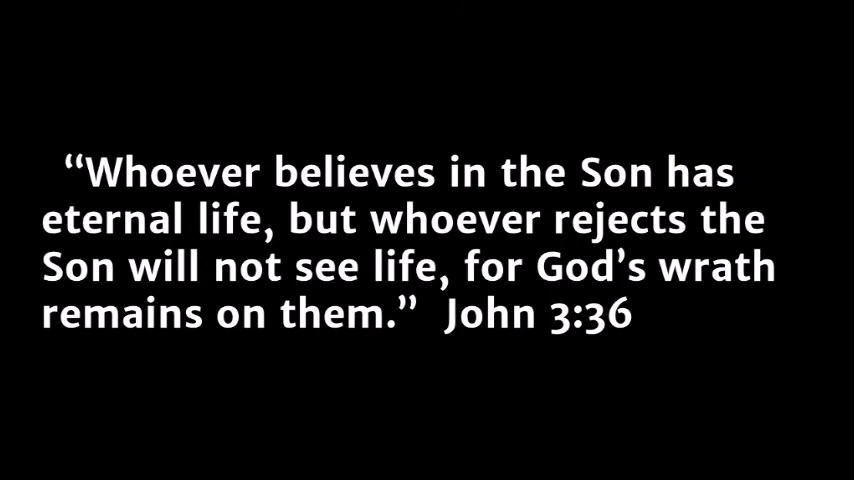 “Whoever believes in the Son has
eternal life, but whoever rejects the
Son will not see life, for God’s wrath
remains on them.” John 3:36